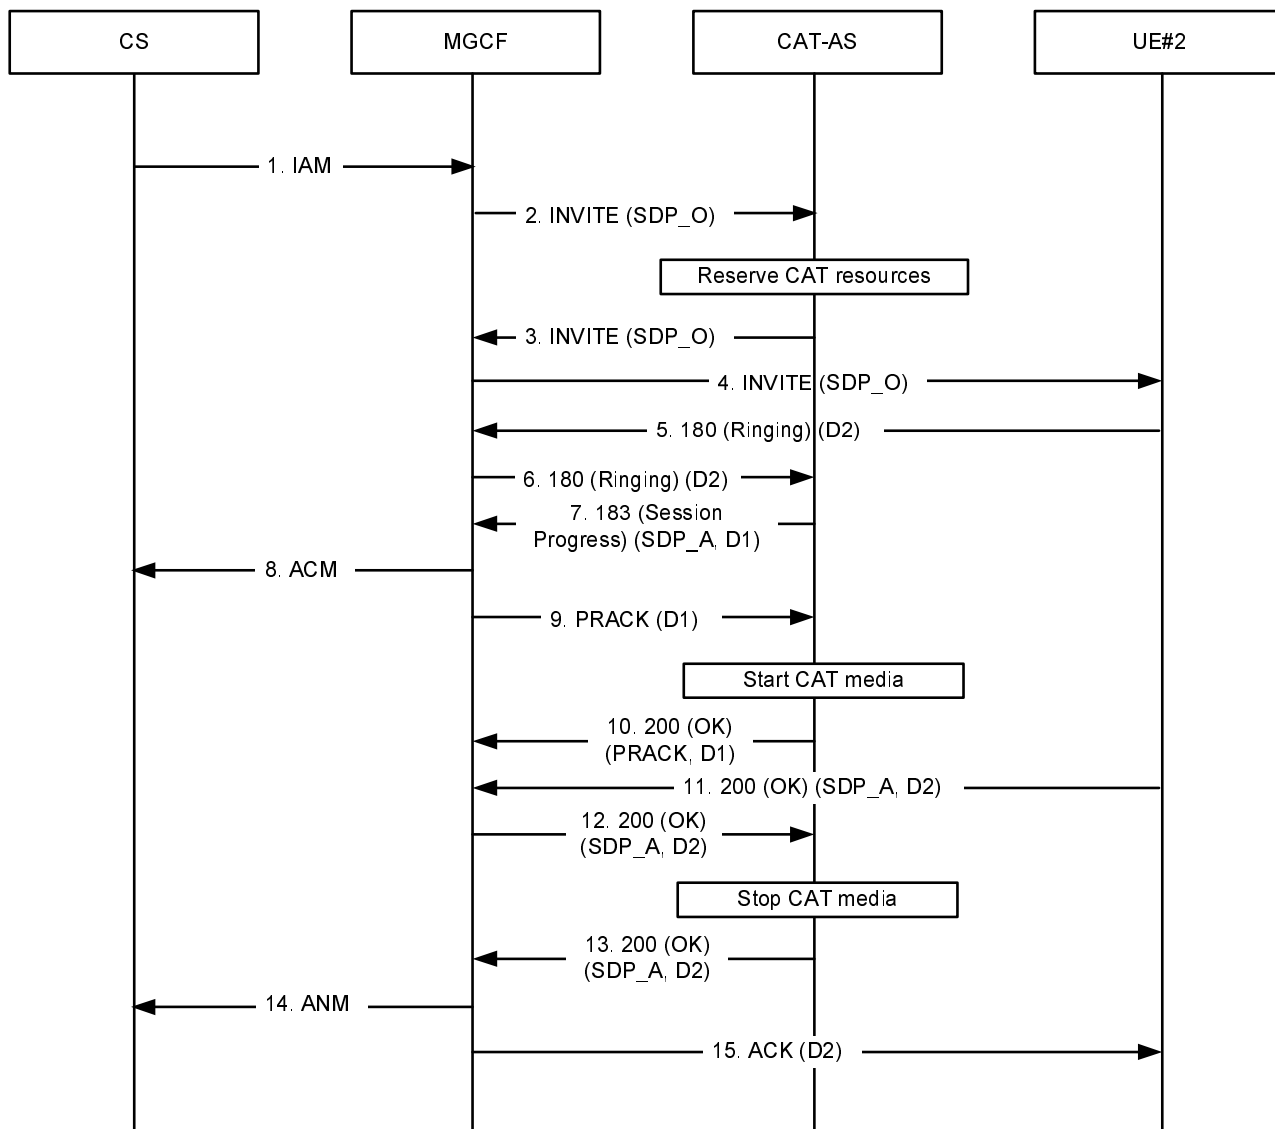 CS
MGCF
CAT-AS
UE#2
1. IAM
2. INVITE (SDP_O)
Reserve CAT resources
3. INVITE (SDP_O)
4. INVITE (SDP_O)
5. 180 (Ringing) (D2)
6. 180 (Ringing) (D2)
7. 183 (Session
Progress) (SDP_A, D1)
8. ACM
9. PRACK (D1)
Start CAT media
10. 200 (OK)
(PRACK, D1)
11. 200 (OK) (SDP_A, D2)
12. 200 (OK)
(SDP_A, D2)
Stop CAT media
13. 200 (OK)
(SDP_A, D2)
14. ANM
15. ACK (D2)